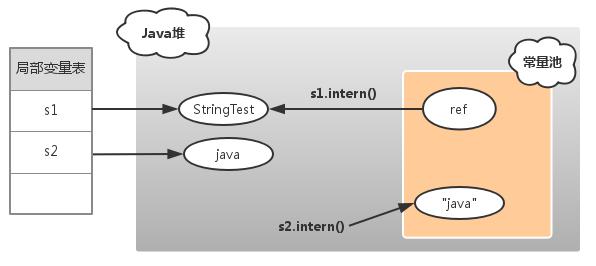 Java堆
常量池
局部变量表
s1
s2
StringTest
s1.intern()
ref
java
"java"
s2.intern()